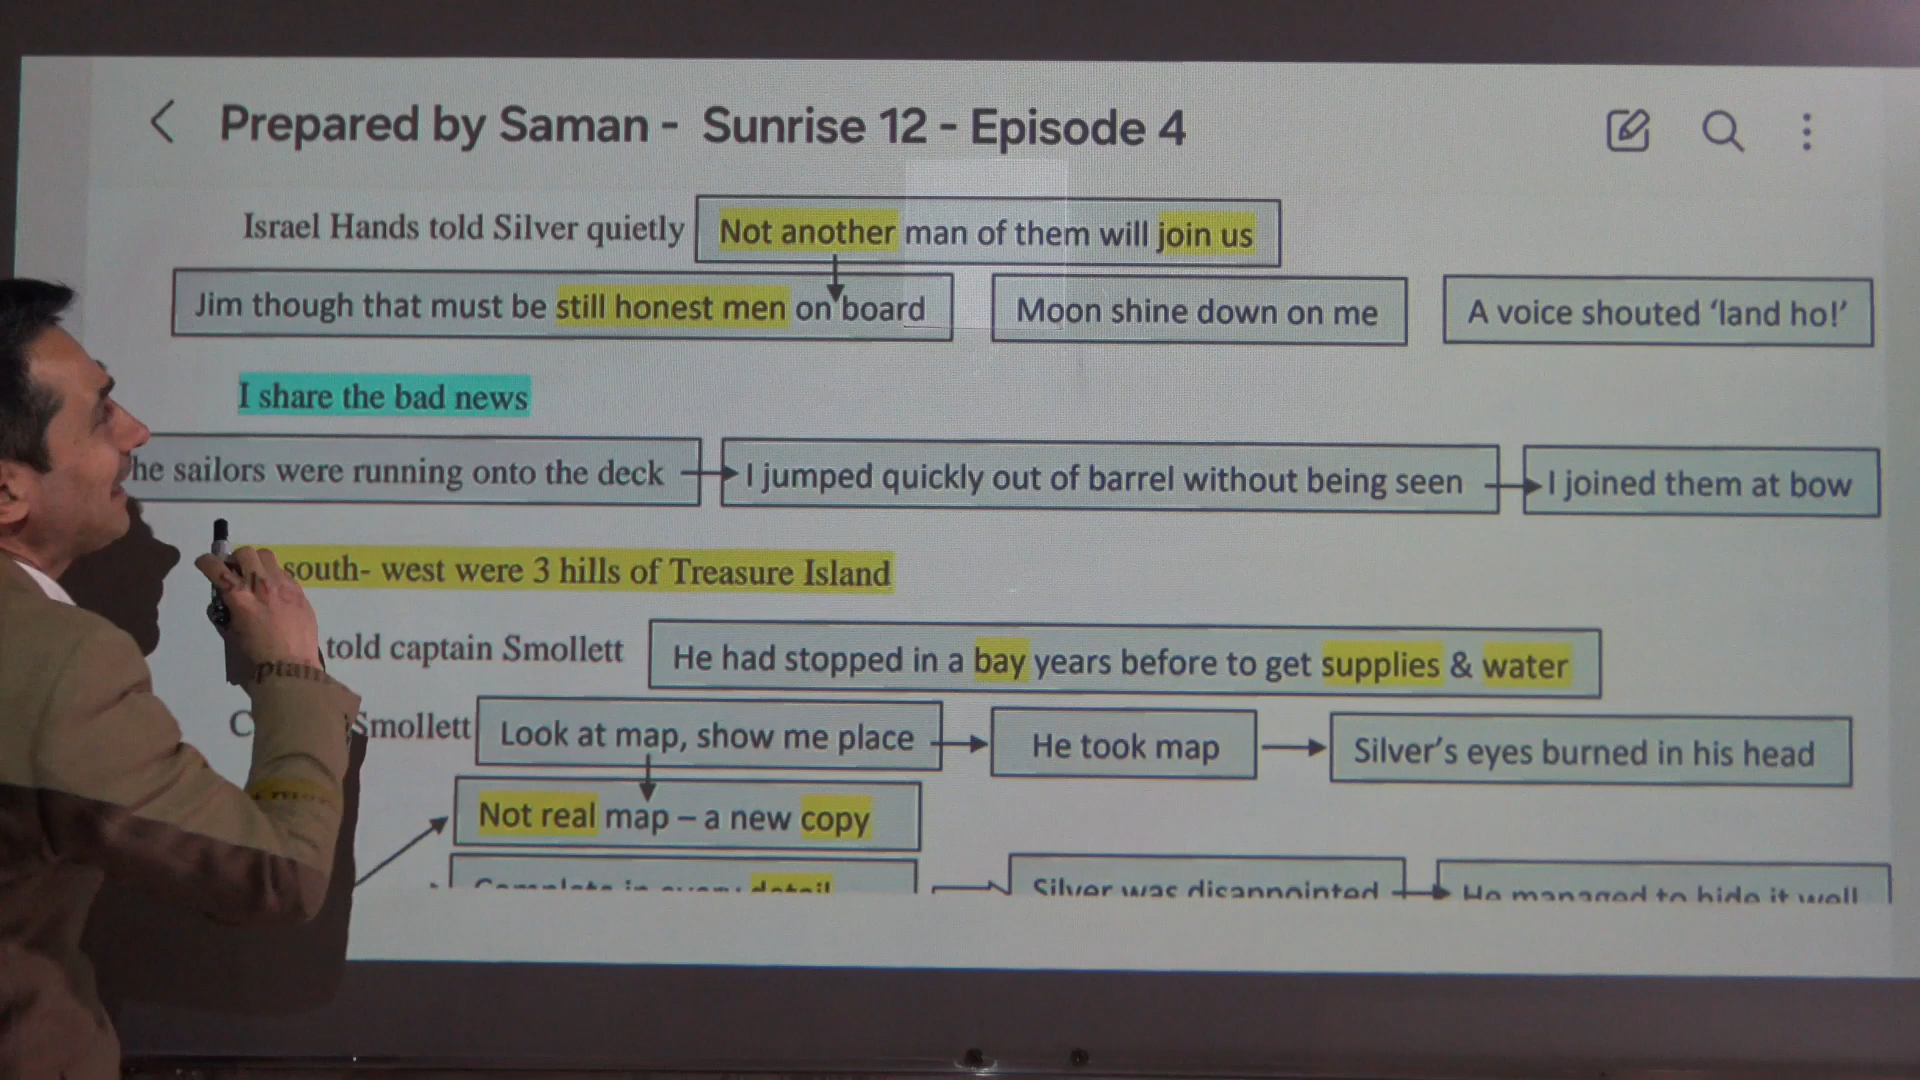 Prepared by Saman - Sunrise 12 - Episode 4
Israel Hands told Silver quietly Not another man of them will join us
Jim though that must be still honest men on board Moon shine down on me A voice shouted ‘land ho!’
I share the bad news
he sailors were running onto the deck I jumped quickly out of barrel without being seen I joined them at bow
south- west were 3 hills of Treasure Island
told captain Smollett He had stopped in a bay years before to get supplies & water
Smollett Look at map, show me place He took map Silver’s eyes burned in his head
Not real map – a new copy
Complete in every detail Silver was disappointed He managed to hide it well